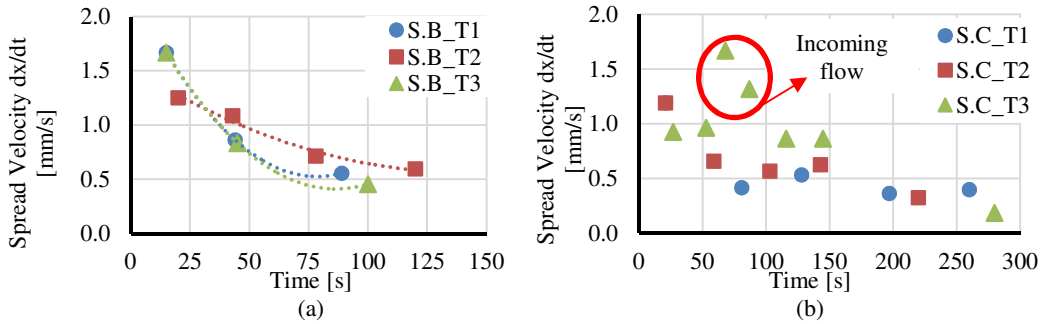 2.0
1.5
1.0
0.5
0.0
Spread Velocity dx/dt
[mm/s]
S.B_T1
S.B_T2
S.B_T3
0 25 50 75 100 125 150
Time [s]
(a)
2.0
1.5
1.0
0.5
0.0
Spread Velocity dx/dt
[mm/s]
Incoming
flow
S.C_T1
S.C_T2
S.C_T3
0 50 100 150 200 250 300
Time [s]
(b)